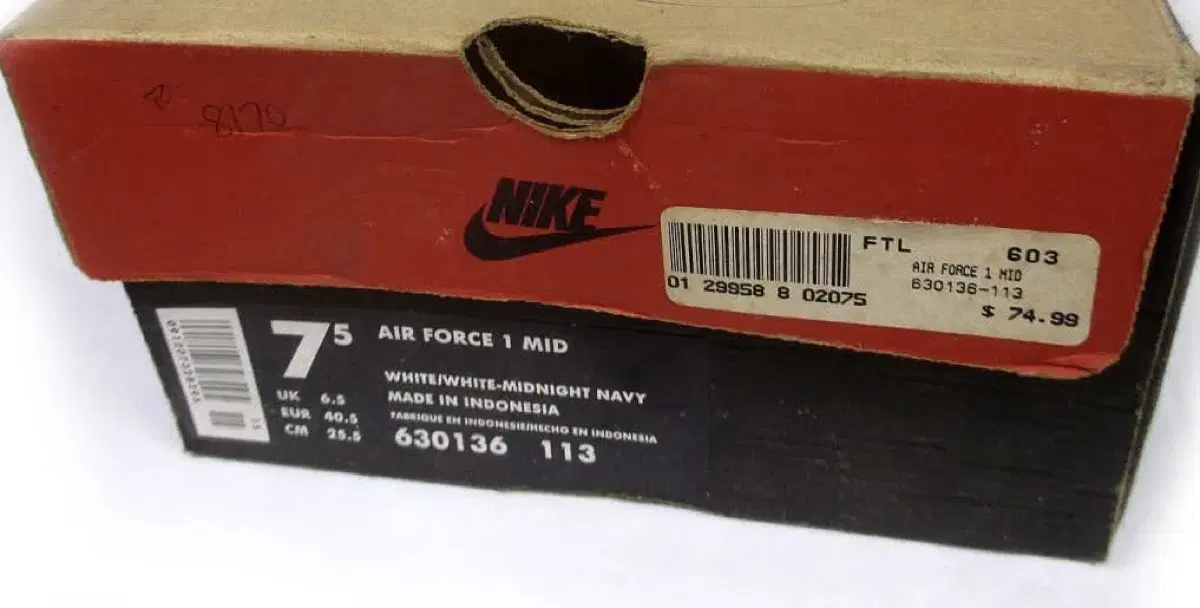 8170
NIKE
FTL 603
AIR FORCE 1 MID
630136-113
01 29958 8 02075
$ 74.99
7 5 AIR FORCE 1 MID
WHITE/WHITE-MIDNIGHT NAVY
UK 6.5
MADE IN INDONESIA
EUR 40.5
FABRIQUE EN INDONESIE/HECHO EN INDONESIA
CM 25.5
630136 113